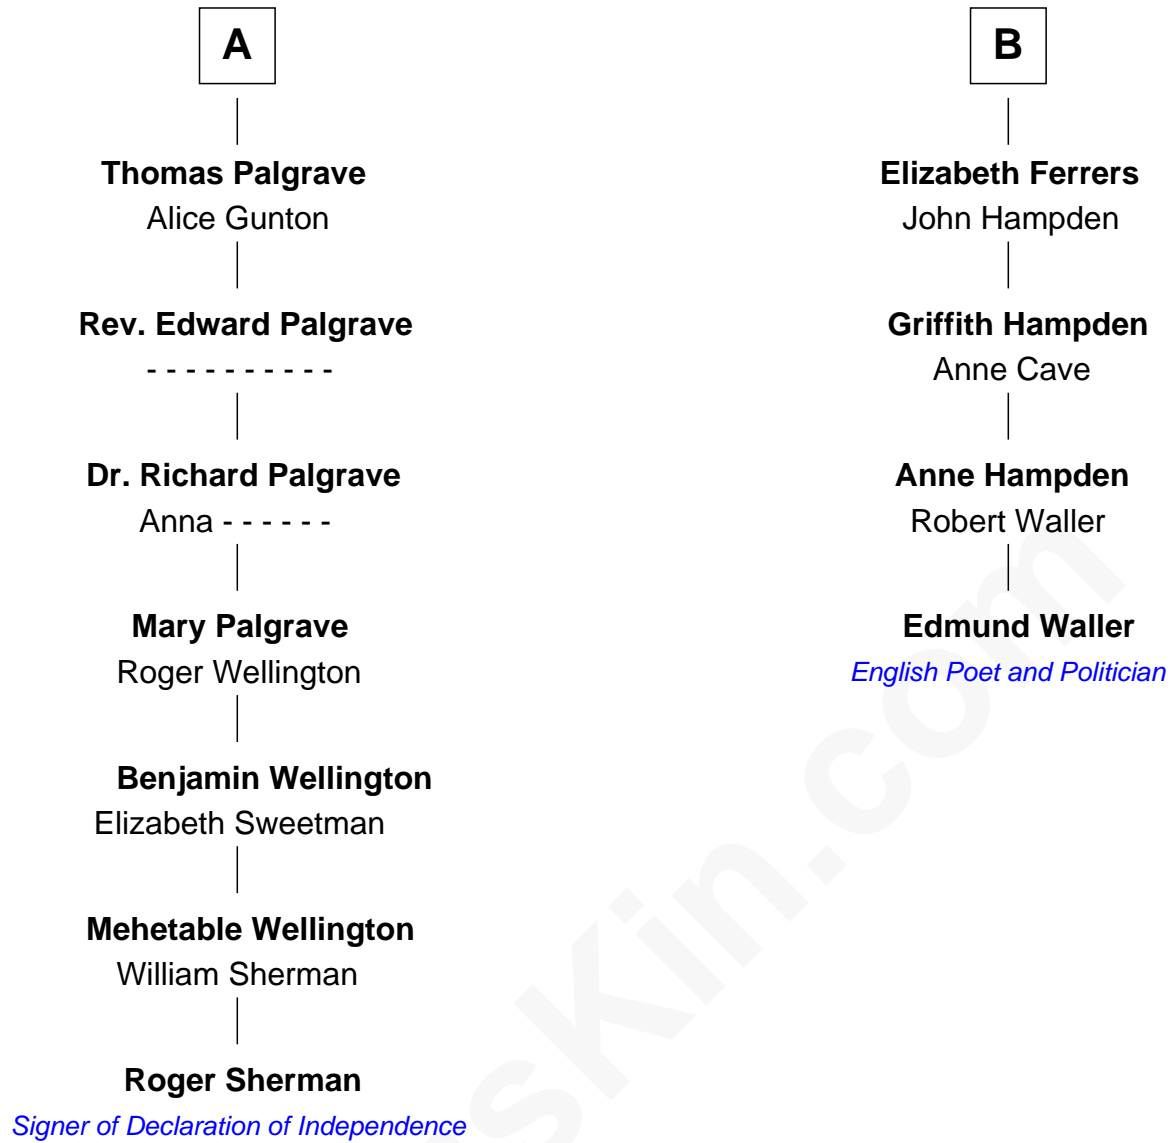 A
Thomas Palgrave
Alice Gunton
Rev. Edward Palgrave
- - - - - - - - - -
Dr. Richard Palgrave
Anna - - - - - -
Mary Palgrave
Roger Wellington
Benjamin Wellington
Elizabeth Sweetman
Mehetable Wellington
William Sherman
Roger Sherman
Signer of Declaration of Independence
B
Elizabeth Ferrers
John Hampden
Griffith Hampden
Anne Cave
Anne Hampden
Robert Waller
Edmund Waller
English Poet and Politician
sKin.com